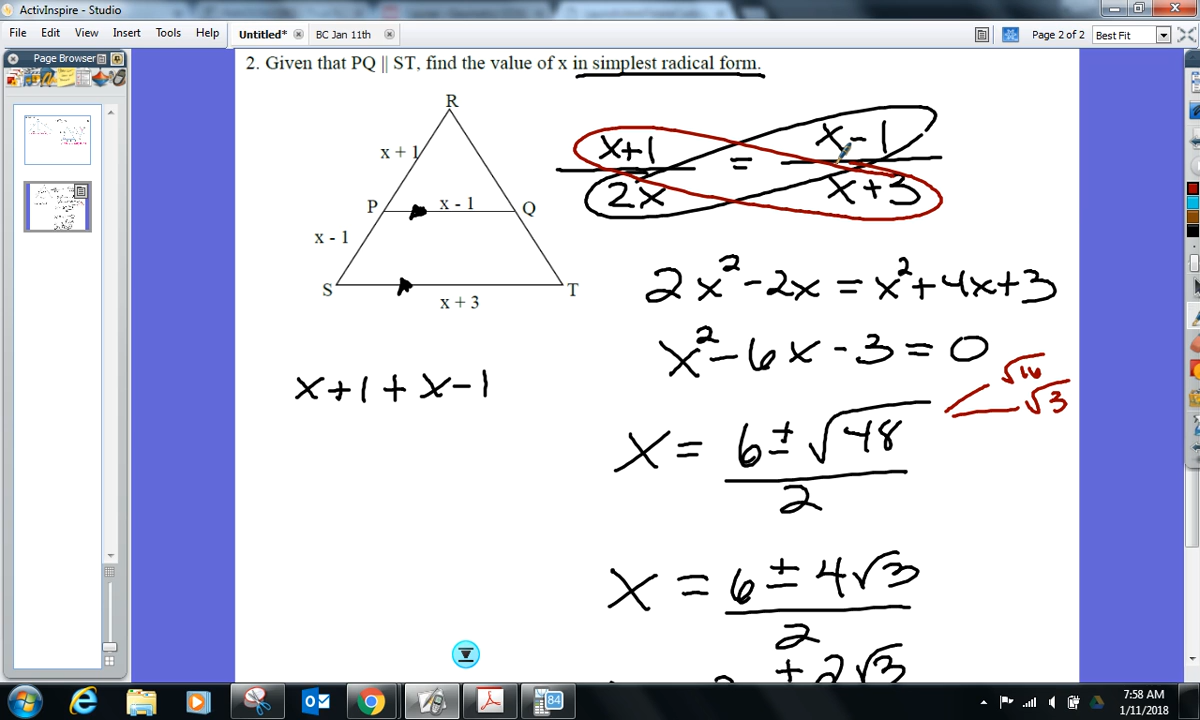 ActivInspire - Studio
File Edit View Insert Tools Help
Untitled* BC Jan 11th
Page 2 of 2 Best Fit
Page Browser
2. Given that PQ || ST, find the value of x in simplest radical form.
R
x + 1
P x - 1 Q
x - 1
S T
x + 3
x+1 = x-1
2x x+3
2x²-2x = x²+4x+3
x²-6x-3=0
√16
√3
x+1+x-1
x = 6±√48
2
x = 6±4√3
2
± 2√3
84
7:58 AM
1/11/2018